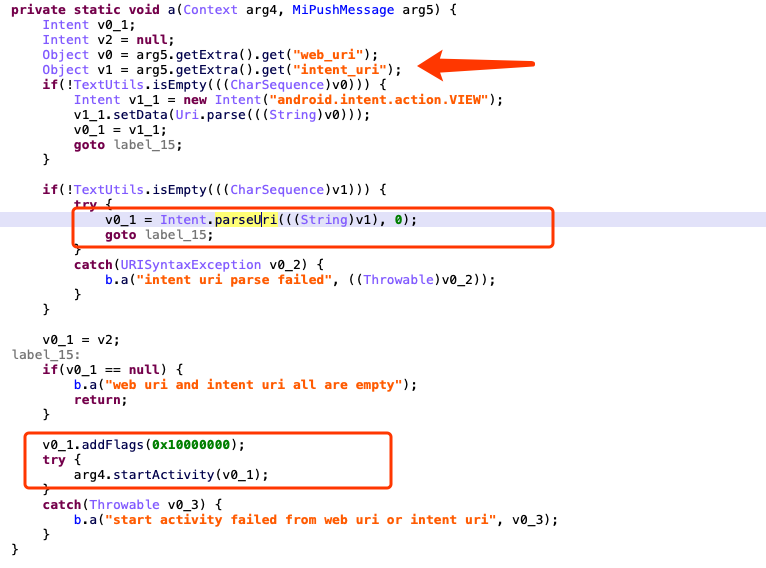 private static void a(Context arg4, MiPushMessage arg5) {
    Intent v0_1;
    Intent v2 = null;
    Object v0 = arg5.getExtra().get("web_uri");
    Object v1 = arg5.getExtra().get("intent_uri");
    if(!TextUtils.isEmpty(((CharSequence)v0))) {
        Intent v1_1 = new Intent("android.intent.action.VIEW");
        v1_1.setData(Uri.parse(((String)v0)));
        v0_1 = v1_1;
        goto label_15;
    }
    if(!TextUtils.isEmpty(((CharSequence)v1))) {
        try {
            v0_1 = Intent.parseUri(((String)v1), 0);
            goto label_15;
        }
        catch(URISyntaxException v0_2) {
            b.a("intent uri parse failed", ((Throwable)v0_2));
        }
    }
    v0_1 = v2;
label_15:
    if(v0_1 == null) {
        b.a("web uri and intent uri all are empty");
        return;
    }
    v0_1.addFlags(0x10000000);
    try {
        arg4.startActivity(v0_1);
    }
    catch(Throwable v0_3) {
        b.a("start activity failed from web uri or intent uri", v0_3);
    }
}